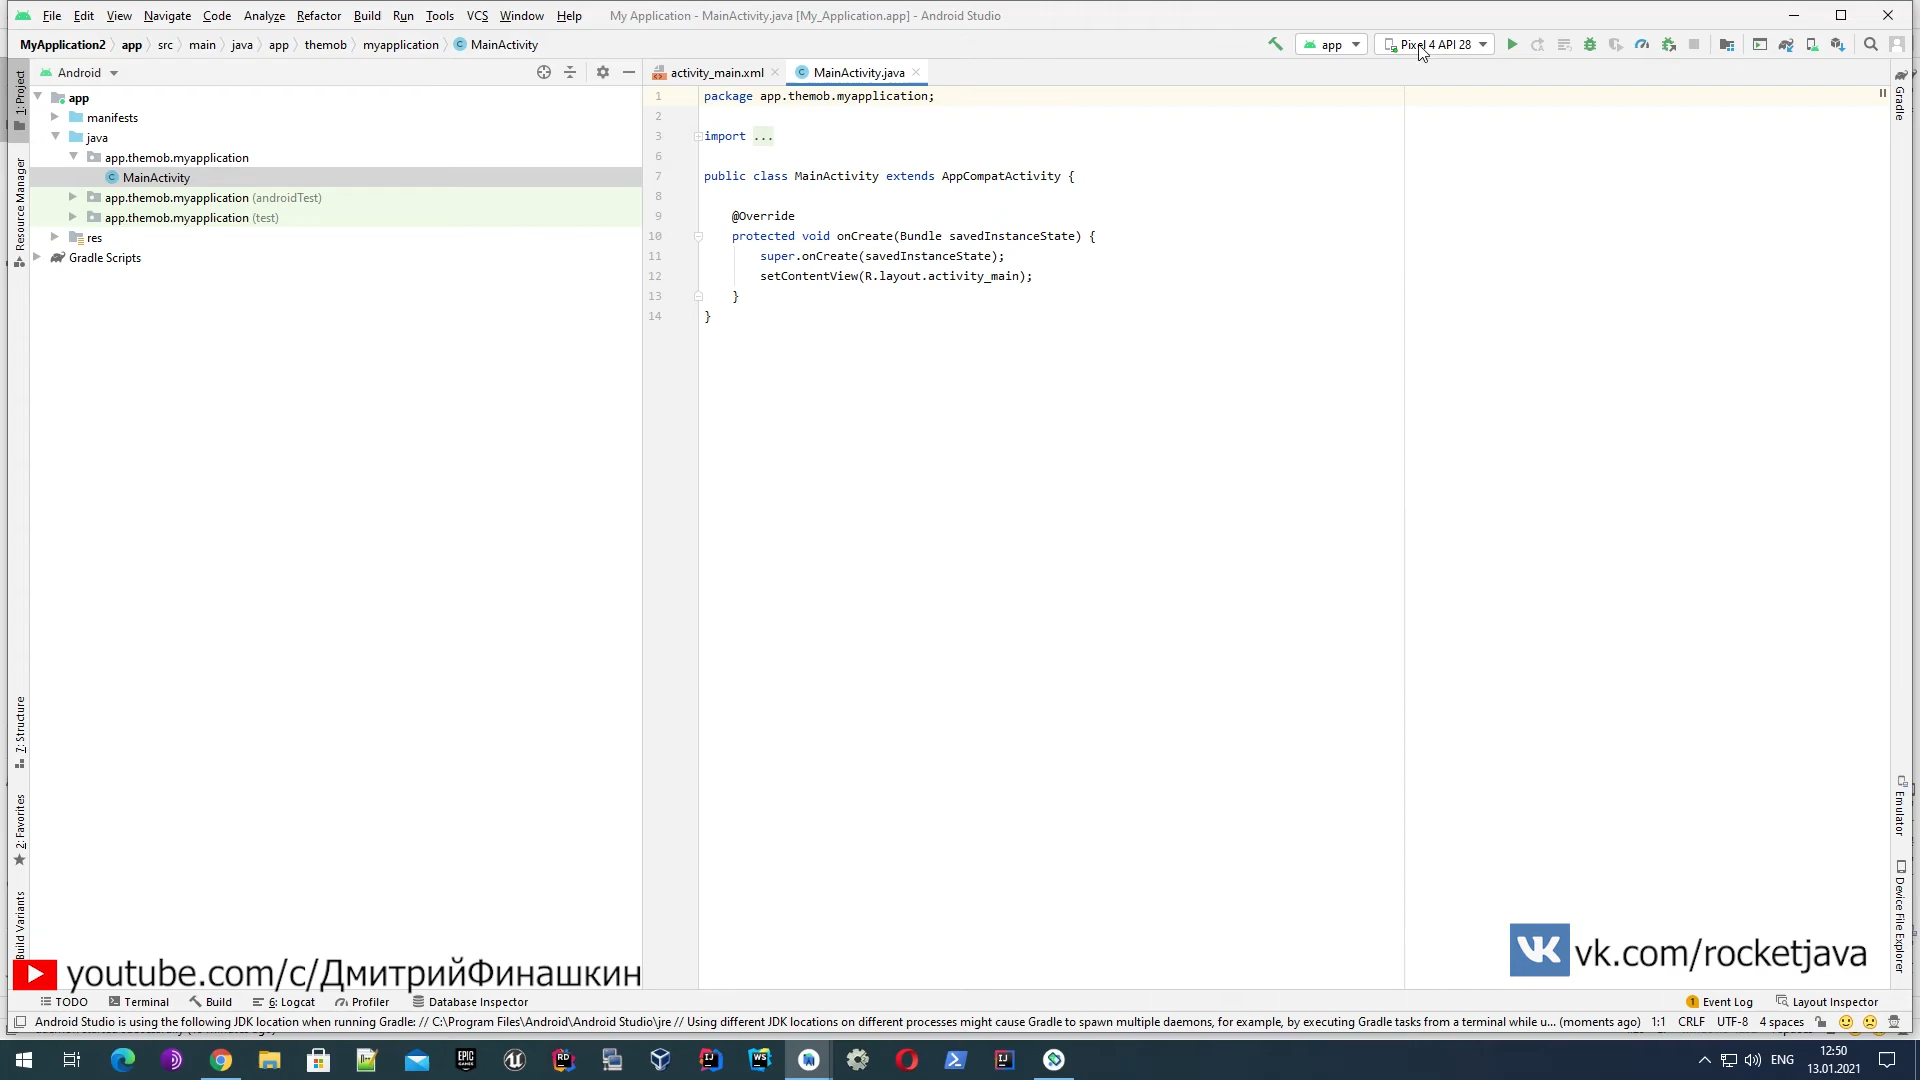 File Edit View Navigate Code Analyze Refactor Build Run Tools VCS Window Help My Application - MainActivity.java [My_Application.app] - Android Studio
MyApplication2 app src main java app themob myapplication MainActivity app Pixel 4 API 28
1: Project
Resource Manager
7: Structure
2: Favorites
Build Variants
Android
app
manifests
java
app.themob.myapplication
MainActivity
app.themob.myapplication (androidTest)
app.themob.myapplication (test)
res
Gradle Scripts
activity_main.xml MainActivity.java
1 package app.themob.myapplication;
2
3 import ...
6
7 public class MainActivity extends AppCompatActivity {
8
9 @Override
10 protected void onCreate(Bundle savedInstanceState) {
11 super.onCreate(savedInstanceState);
12 setContentView(R.layout.activity_main);
13 }
14 }
Gradle
Emulator
Device File Explorer
youtube.com/c/ДмитрийФинашкин
vk.com/rocketjava
TODO Terminal Build 6: Logcat Profiler Database Inspector 1 Event Log Layout Inspector
Android Studio is using the following JDK location when running Gradle: // C:\Program Files\Android\Android Studio\jre // Using different JDK locations on different processes might cause Gradle to spawn multiple daemons, for example, by executing Gradle tasks from a terminal while u... (moments ago) 1:1 CRLF UTF-8 4 spaces
ENG
12:50
13.01.2021